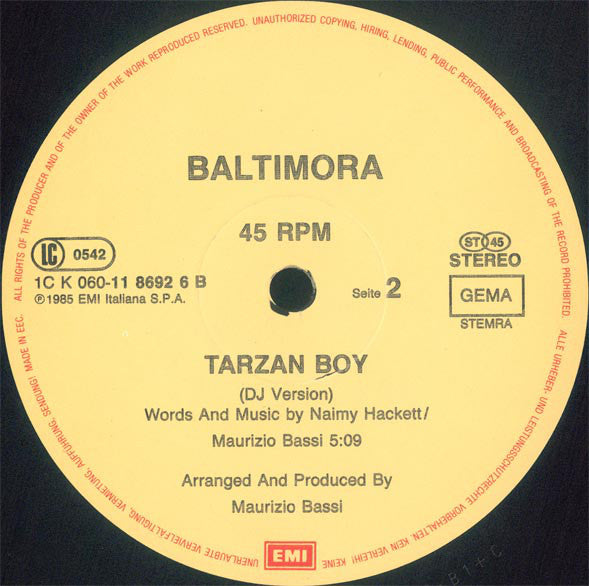 ALL RIGHTS OF THE PRODUCER AND OF THE OWNER OF THE WORK REPRODUCED RESERVED. UNAUTHORIZED COPYING, HIRING, LENDING, PUBLIC PERFORMANCE AND BROADCASTING OF THE RECORD PROHIBITED.
BALTIMORA
45 RPM
LC 0542
1C K 060-11 8692 6 B
℗1985 EMI Italiana S.P.A.
Seite 2
ST 45
STEREO
GEMA
STEMRA
TARZAN BOY
(DJ Version)
Words And Music by Naimy Hackett/
Maurizio Bassi 5:09
Arranged And Produced By
Maurizio Bassi
EMI
ALLE URHEBER- UND LEISTUNGSSCHUTZRECHTE VORBEHALTEN. KEIN VERLEIH! KEINE UNERLAUBTE VERVIELFÄLTIGUNG, VERMIETUNG, AUFFÜHRUNG, SENDUNG! MADE IN EEC.